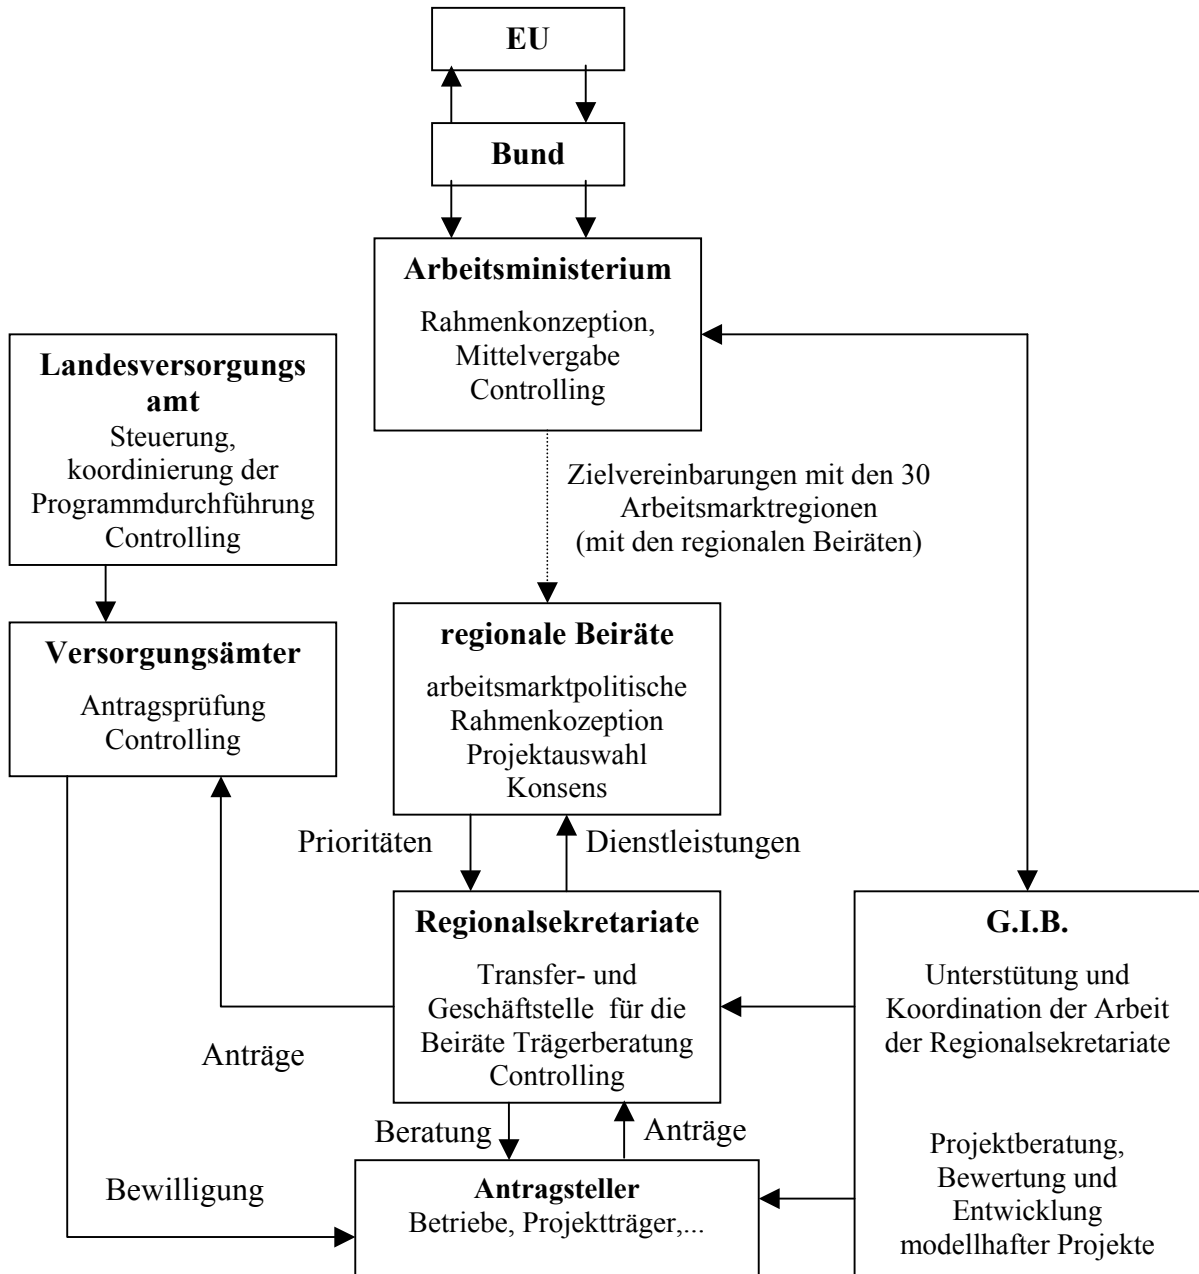 EU
Bund
Arbeitsministerium
Rahmenkonzeption,
Mittelvergabe
Controlling
Landesversorgungs
amt
Steuerung,
koordinierung der
Programmdurchführung
Controlling
Zielvereinbarungen mit den 30
Arbeitsmarktregionen
(mit den regionalen Beiräten)
Versorgungsämter
Antragsprüfung
Controlling
regionale Beiräte
arbeitsmarktpolitische
Rahmenkozeption
Projektauswahl
Konsens
Prioritäten
Dienstleistungen
Regionalsekretariate
Transfer- und
Geschäftstelle für die
Beiräte Trägerberatung
Controlling
G.I.B.
Unterstütung und
Koordination der Arbeit
der Regionalsekretariate
Projektberatung,
Bewertung und
Entwicklung
modellhafter Projekte
Anträge
Beratung
Anträge
Bewilligung
Antragsteller
Betriebe, Projektträger,...